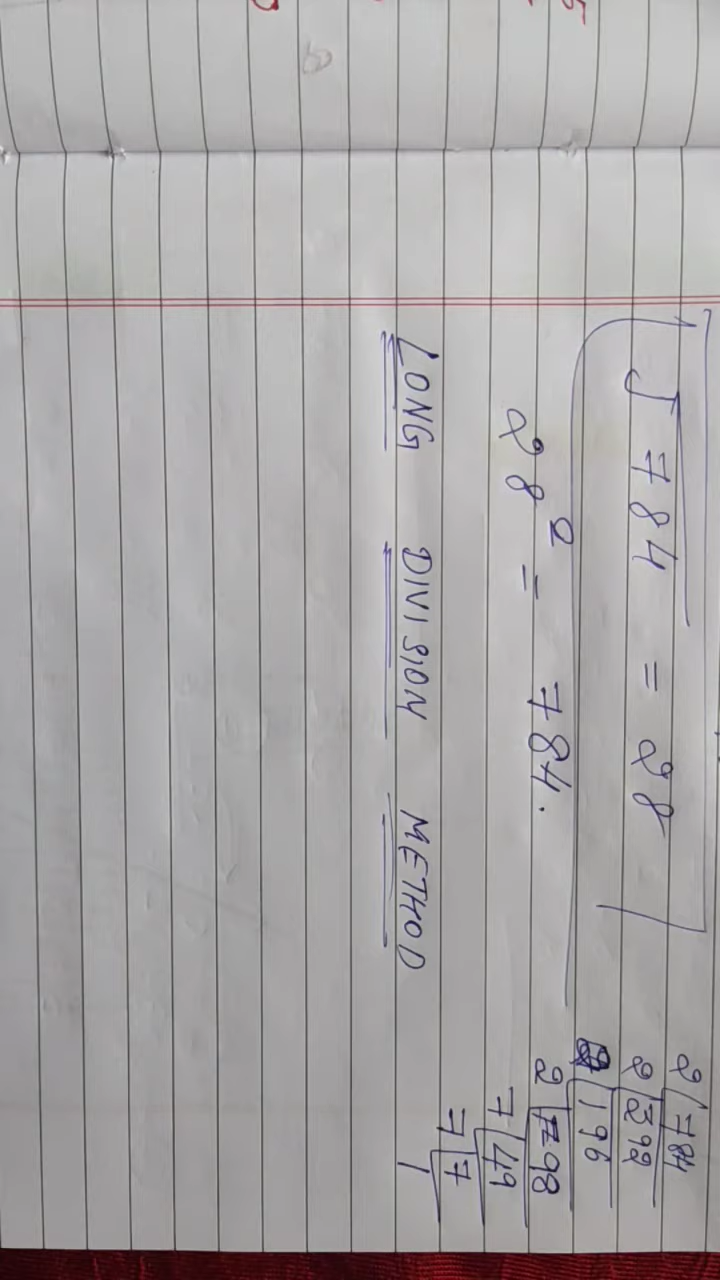 √784 = 28
28² = 784.
LONG DIVISION METHOD
2 784
2 392
2 196
2 98
7 49
7 7
1